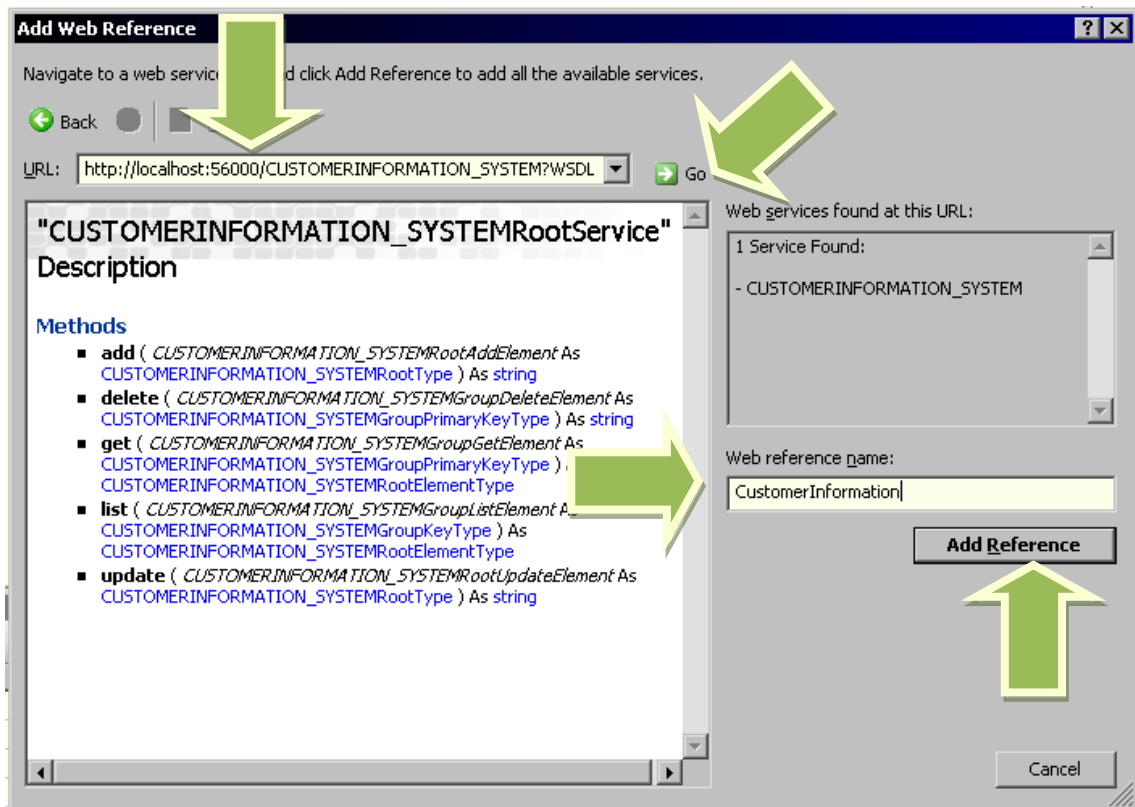 Add Web Reference
Navigate to a web service d click Add Reference to add all the available services.
Back
URL: http://localhost:56000/CUSTOMERINFORMATION_SYSTEM?WSDL Go
"CUSTOMERINFORMATION_SYSTEMRootService"
Description
Methods
add ( CUSTOMERINFORMATION_SYSTEMRootAddElement As
CUSTOMERINFORMATION_SYSTEMRootType ) As string
delete ( CUSTOMERINFORMATION_SYSTEMGroupDeleteElement As
CUSTOMERINFORMATION_SYSTEMGroupPrimaryKeyType ) As string
get ( CUSTOMERINFORMATION_SYSTEMGroupGetElement As
CUSTOMERINFORMATION_SYSTEMGroupPrimaryKeyType )
CUSTOMERINFORMATION_SYSTEMRootElementType
list ( CUSTOMERINFORMATION_SYSTEMGroupListElement As
CUSTOMERINFORMATION_SYSTEMGroupKeyType ) As
CUSTOMERINFORMATION_SYSTEMRootElementType
update ( CUSTOMERINFORMATION_SYSTEMRootUpdateElement As
CUSTOMERINFORMATION_SYSTEMRootType ) As string
Web services found at this URL:
1 Service Found:
- CUSTOMERINFORMATION_SYSTEM
Web reference name:
CustomerInformation
Add Reference
Cancel